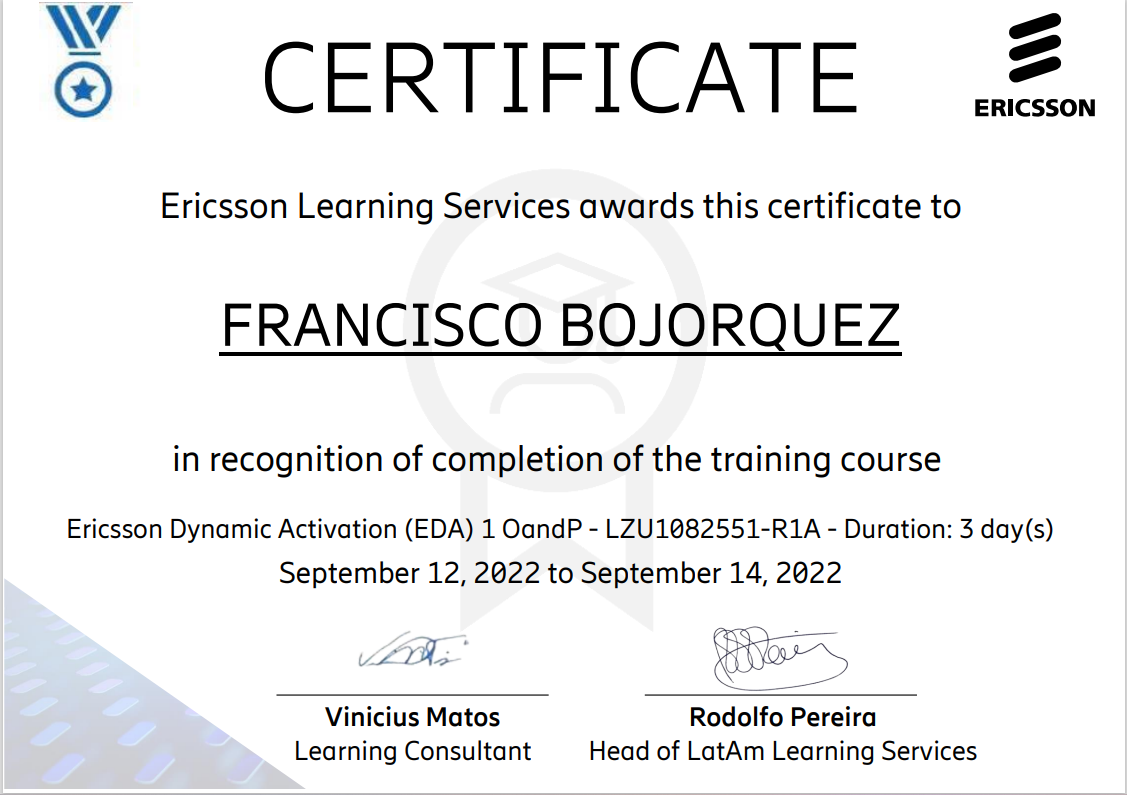 CERTIFICATE
ERICSSON
Ericsson Learning Services awards this certificate to
FRANCISCO BOJORQUEZ
in recognition of completion of the training course
Ericsson Dynamic Activation (EDA) 1 OandP - LZU1082551-R1A - Duration: 3 day(s)
September 12, 2022 to September 14, 2022
Vinicius Matos
Learning Consultant
Rodolfo Pereira
Head of LatAm Learning Services